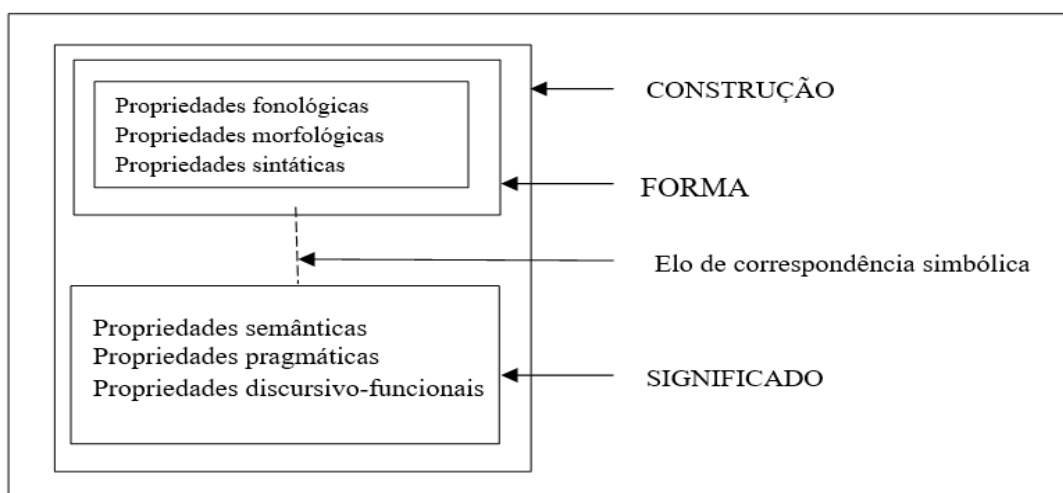 Propriedades fonológicas
Propriedades morfológicas
Propriedades sintáticas
CONSTRUÇÃO
FORMA
Elo de correspondência simbólica
Propriedades semânticas
Propriedades pragmáticas
Propriedades discursivo-funcionais
SIGNIFICADO